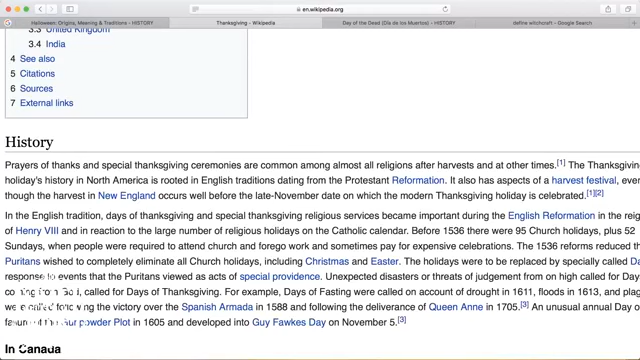 en.wikipedia.org
Halloween: Origins, Meaning & Traditions - HISTORY
Thanksgiving - Wikipedia
Day of the Dead (Día de los Muertos) - HISTORY
define witchcraft - Google Search
3.3 United Kingdom
3.4 India
4 See also
5 Citations
6 Sources
7 External links
History
Prayers of thanks and special thanksgiving ceremonies are common among almost all religions after harvests and at other times.[1] The Thanksgivin
holiday's history in North America is rooted in English traditions dating from the Protestant Reformation. It also has aspects of a harvest festival, ever
though the harvest in New England occurs well before the late-November date on which the modern Thanksgiving holiday is celebrated.[1][2]
In the English tradition, days of thanksgiving and special thanksgiving religious services became important during the English Reformation in the reig
of Henry VIII and in reaction to the large number of religious holidays on the Catholic calendar. Before 1536 there were 95 Church holidays, plus 52
Sundays, when people were required to attend church and forego work and sometimes pay for expensive celebrations. The 1536 reforms reduced th
Puritans wished to completely eliminate all Church holidays, including Christmas and Easter. The holidays were to be replaced by specially called Da
response to events that the Puritans viewed as acts of special providence. Unexpected disasters or threats of judgement from on high called for Day
coming from God, called for Days of Thanksgiving. For example, Days of Fasting were called on account of drought in 1611, floods in 1613, and plag
were called following the victory over the Spanish Armada in 1588 and following the deliverance of Queen Anne in 1705.[3] An unusual annual Da
failure of the Gunpowder Plot in 1605 and developed into Guy Fawkes Day on November 5.[3]
In Canada